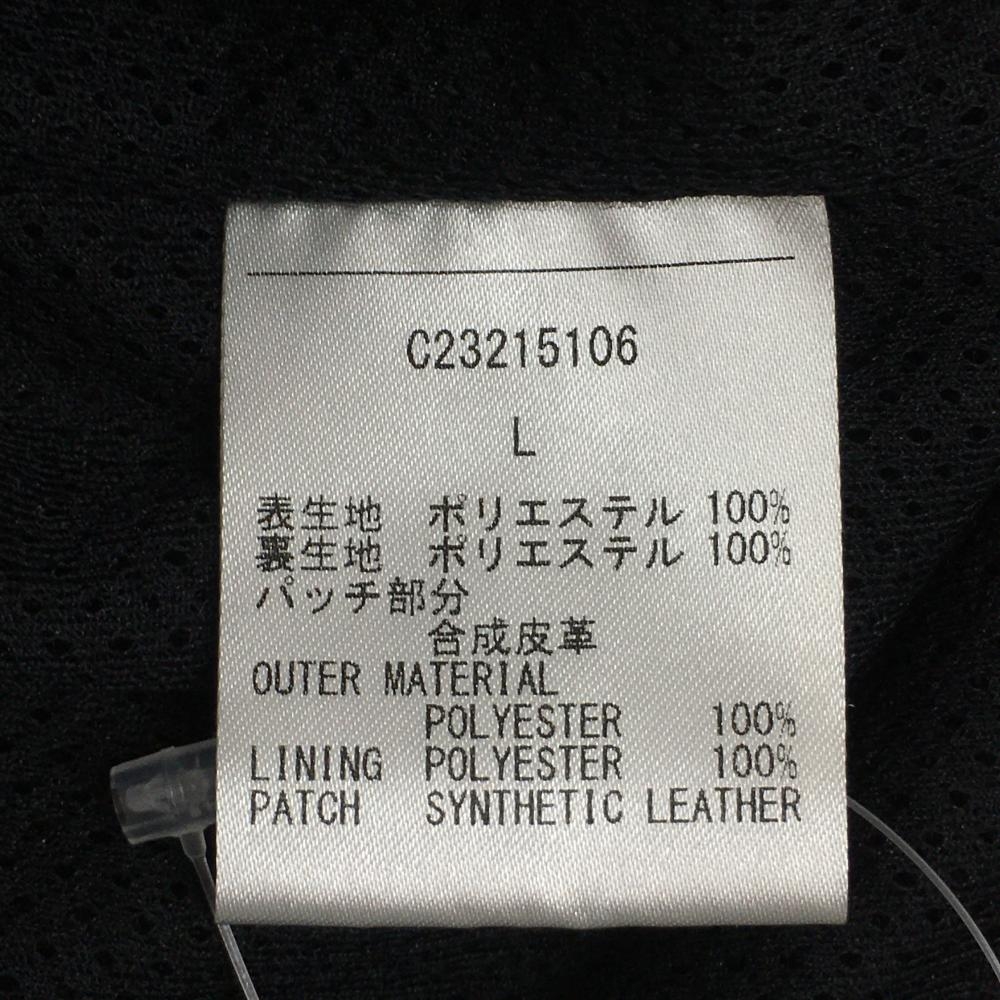 C23215106
L
表生地 ポリエステル 100%
裏生地 ポリエステル 100%
パッチ部分
合成皮革
OUTER MATERIAL
POLYESTER 100%
LINING POLYESTER 100%
PATCH SYNTHETIC LEATHER